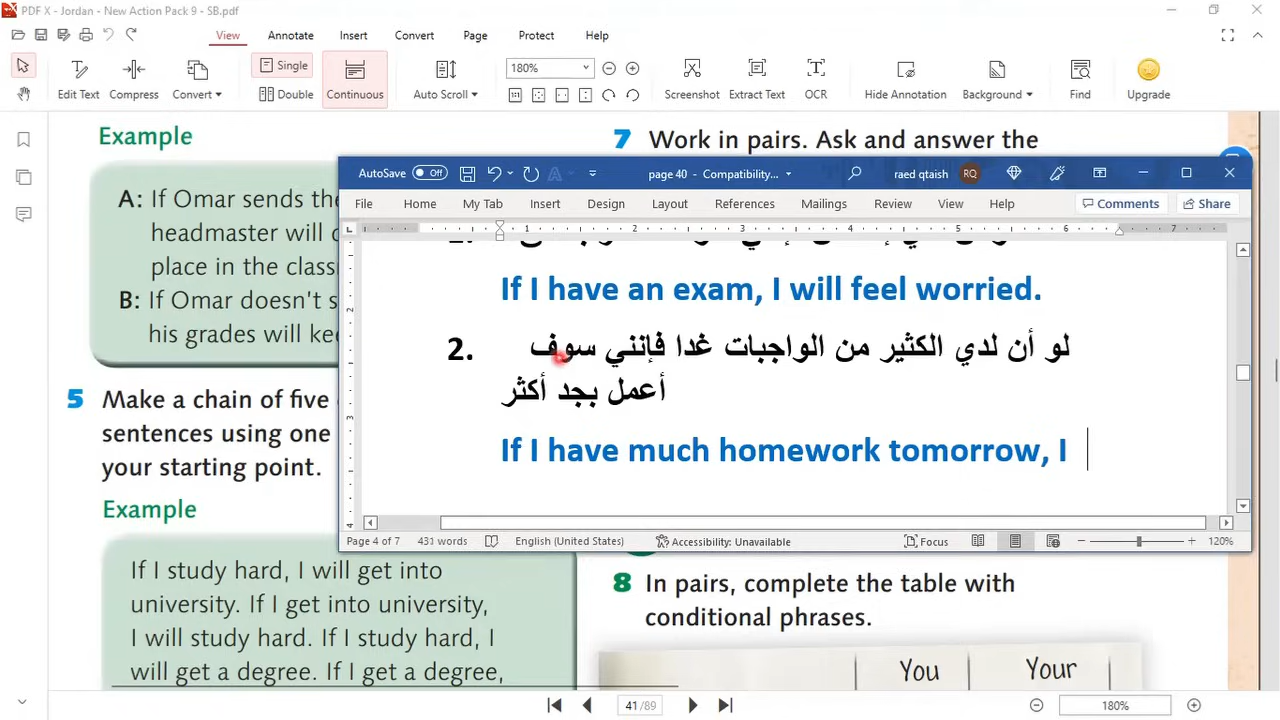 PDF X - Jordan - New Action Pack 9 - SB.pdf
View Annotate Insert Convert Page Protect Help
Edit Text Compress Convert Single Double Continuous Auto Scroll 180% Screenshot Extract Text OCR Hide Annotation Background Find Upgrade
Example
A: If Omar sends the
headmaster will
place in the class
B: If Omar doesn't s
his grades will kee
5 Make a chain of five
sentences using one
your starting point.
Example
If I study hard, I will get into
university. If I get into university,
I will study hard. If I study hard, I
will get a degree. If I get a degree,
7 Work in pairs. Ask and answer the
AutoSave Off page 40 - Compatibility... raed qtaish RQ
File Home My Tab Insert Design Layout References Mailings Review View Help Comments Share
1 2 3 4 5 6 7
If I have an exam, I will feel worried.
2. لو أن لدي الكثير من الواجبات غدا فإنني سوف
أعمل بجد أكثر
If I have much homework tomorrow, I
Page 4 of 7 431 words English (United States) Accessibility: Unavailable Focus 120%
8 In pairs, complete the table with
conditional phrases.
You Your
41/89 180%